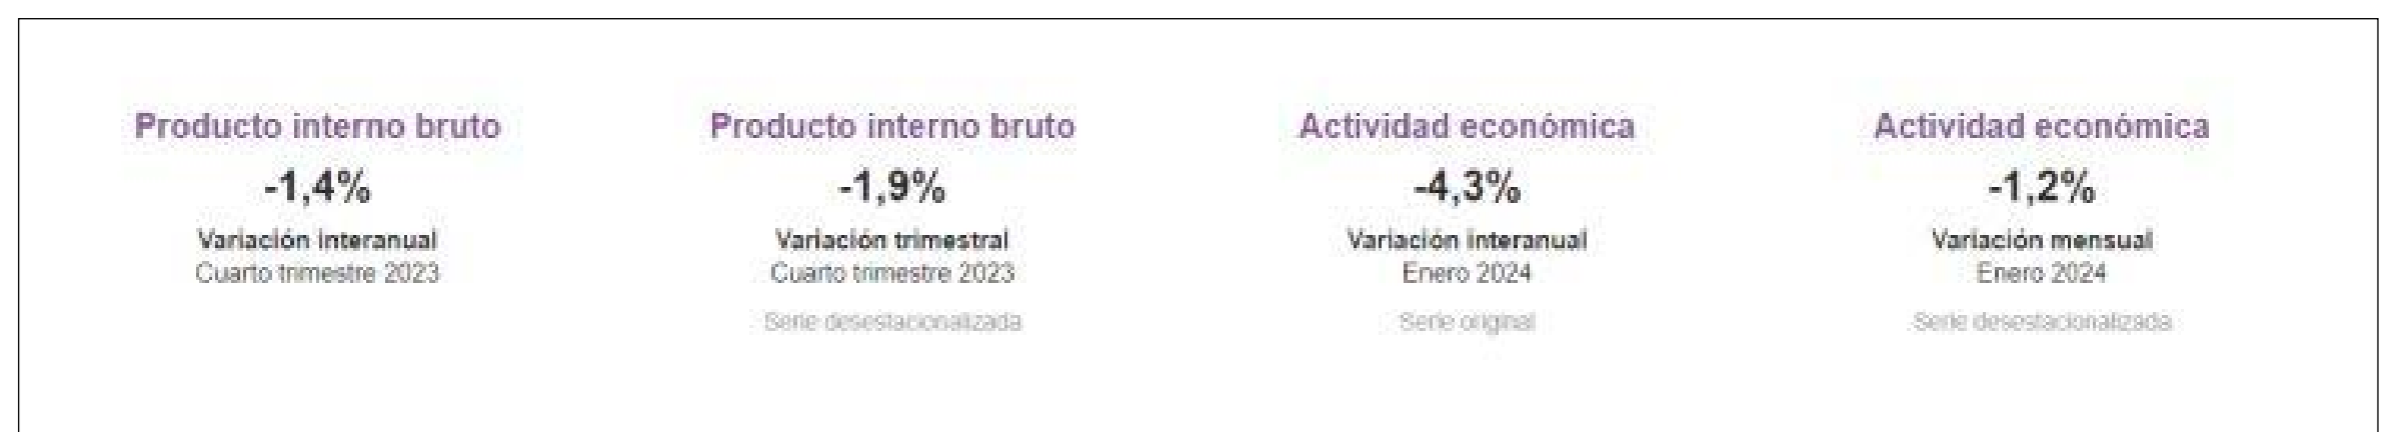 Producto interno bruto
-1,4%
Variación interanual
Cuarto trimestre 2023
Producto interno bruto
-1,9%
Variación trimestral
Cuarto trimestre 2023
Serie desestacionalizada
Actividad económica
-4,3%
Variación interanual
Enero 2024
Serie original
Actividad económica
-1,2%
Variación mensual
Enero 2024
Serie desestacionalizada